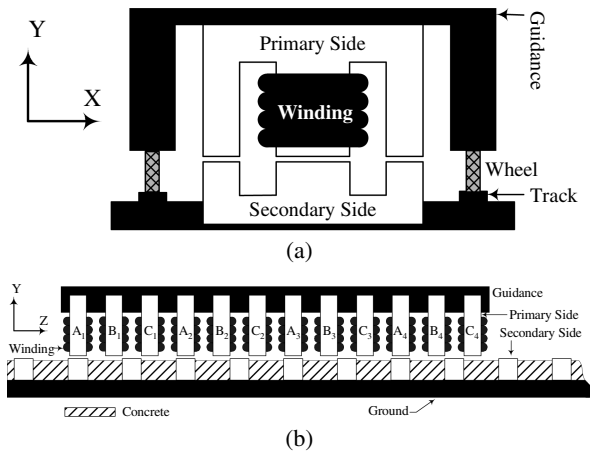 Y
X
Primary Side
Winding
Guidance
Wheel
Track
Secondary Side
(a)
Y
Z
Guidance
A1 B1 C1 A2 B2 C2 A3 B3 C3 A4 B4 C4
Primary Side
Secondary Side
Winding
Concrete
Ground
(b)